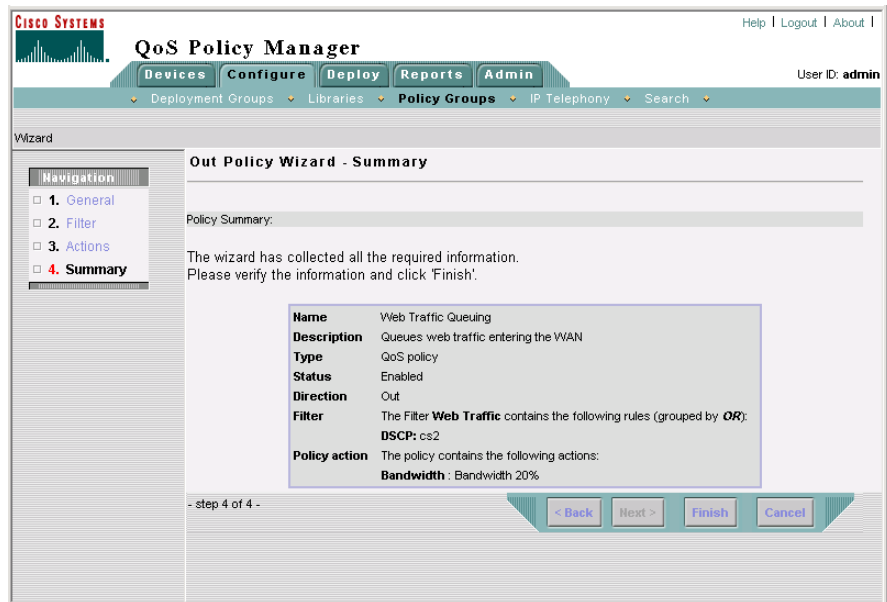 CISCO SYSTEMS
Help | Logout | About |
QoS Policy Manager
Devices Configure Deploy Reports Admin
User ID: admin
Deployment Groups Libraries Policy Groups IP Telephony Search
Wizard
Navigation
1. General
2. Filter
3. Actions
4. Summary
Out Policy Wizard - Summary
Policy Summary:
The wizard has collected all the required information.
Please verify the information and click 'Finish'.
Name Web Traffic Queuing
Description Queues web traffic entering the WAN
Type QoS policy
Status Enabled
Direction Out
Filter The Filter Web Traffic contains the following rules (grouped by OR):
DSCP: cs2
Policy action The policy contains the following actions:
Bandwidth : Bandwidth 20%
- step 4 of 4 -
< Back Next > Finish Cancel